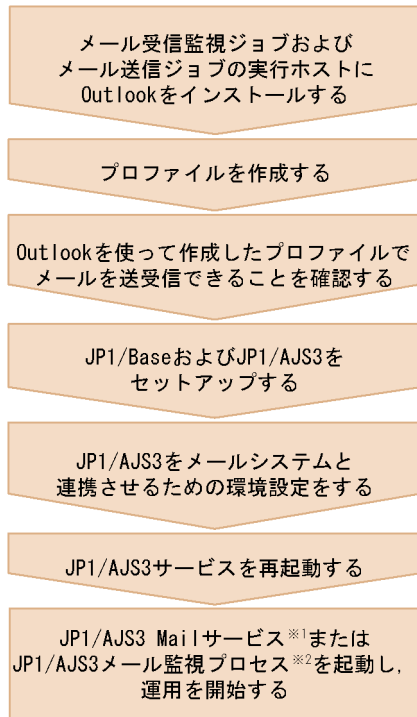 メール受信監視ジョブおよび
メール送信ジョブの実行ホストに
Outlookをインストールする
プロファイルを作成する
Outlookを使って作成したプロファイルで
メールを送受信できることを確認する
JP1/BaseおよびJP1/AJS3を
セットアップする
JP1/AJS3をメールシステムと
連携させるための環境設定をする
JP1/AJS3サービスを再起動する
JP1/AJS3 Mailサービス※1または
JP1/AJS3メール監視プロセス※2を起動し,
運用を開始する